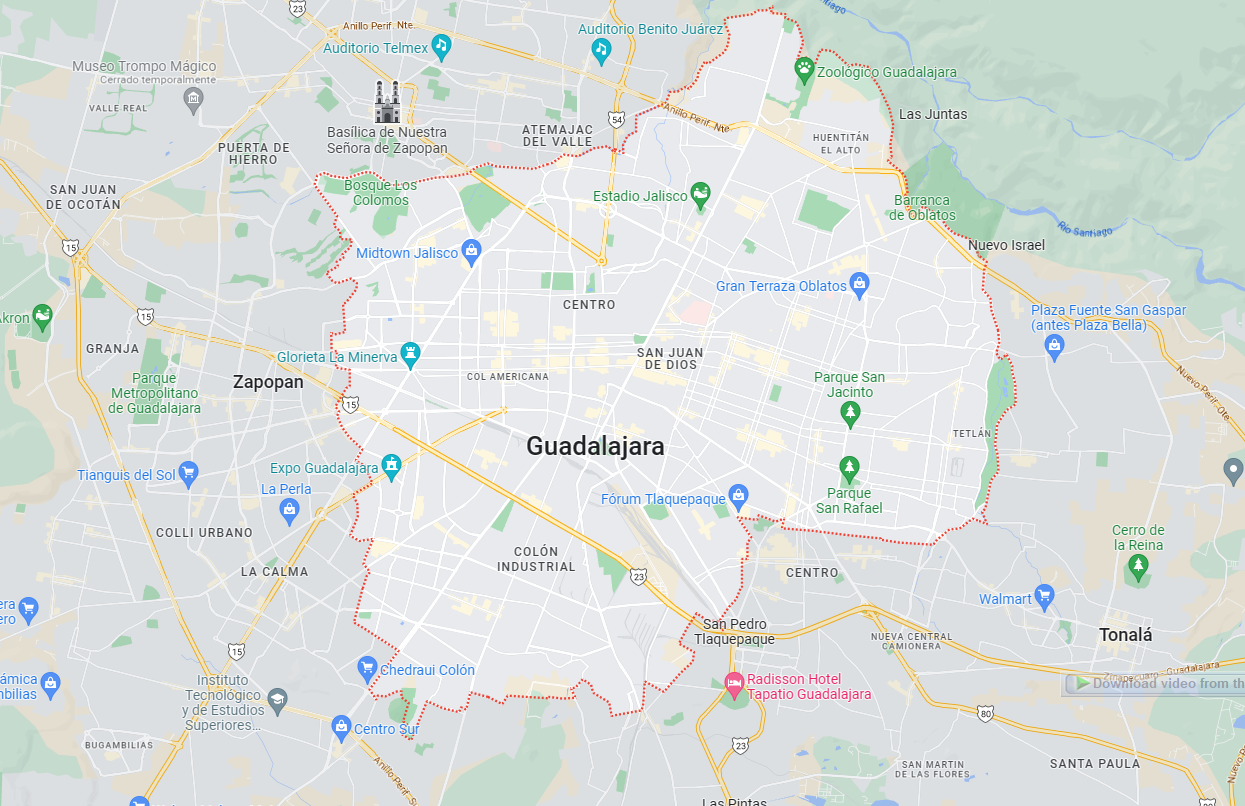 23
Anillo Perif. Nte.
Auditorio Benito Juárez
Auditorio Telmex
Museo Trompo Mágico
Cerrado temporalmente
Zoológico Guadalajara
VALLE REAL
54
Anillo Perif. Nte.
Las Juntas
Basílica de Nuestra
Señora de Zapopan
ATEMAJAC
DEL VALLE
HUENTITÁN
EL ALTO
PUERTA DE
HIERRO
SAN JUAN
DE OCOTÁN
Bosque Los
Colomos
Estadio Jalisco
Barranca
de Oblatos
Río Santiago
15
Midtown Jalisco
Nuevo Israel
Gran Terraza Oblatos
CENTRO
Plaza Fuente San Gaspar
(antes Plaza Bella)
Akron
15
GRANJA
Glorieta La Minerva
SAN JUAN
DE DIOS
COL AMERICANA
Zapopan
Parque
Metropolitano
de Guadalajara
Parque San
Jacinto
Nuevo Perif. Ote.
15
TETLÁN
Guadalajara
Expo Guadalajara
Tianguis del Sol
La Perla
Fórum Tlaquepaque
Parque
San Rafael
COLLI URBANO
Cerro de
la Reina
COLÓN
INDUSTRIAL
LA CALMA
23
CENTRO
Walmart
San Pedro
Tlaquepaque
NUEVA CENTRAL
CAMIONERA
Tonalá
15
Chedraui Colón
Zinapécuaro - Guadalajara
Download video from th
Radisson Hotel
Tapatio Guadalajara
Instituto
Tecnológico
y de Estudios
Superiores...
80
Centro Sur
23
BUGAMBILIAS
Anillo Perif. S
SAN MARTIN
DE LAS FLORES
SANTA PAULA
Las Pintas